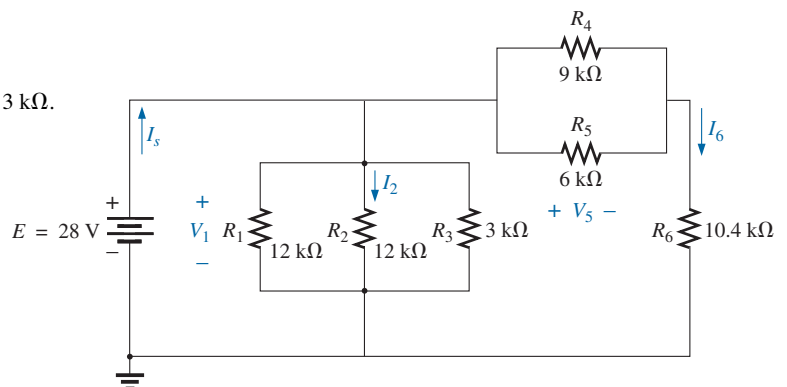 R4
9 kΩ
3 kΩ.
Is
R5
I6
6 kΩ
I2
+ V5 −
+
+
E = 28 V
V1
R1
R2
R3
3 kΩ
R6
10.4 kΩ
12 kΩ
12 kΩ
−
−